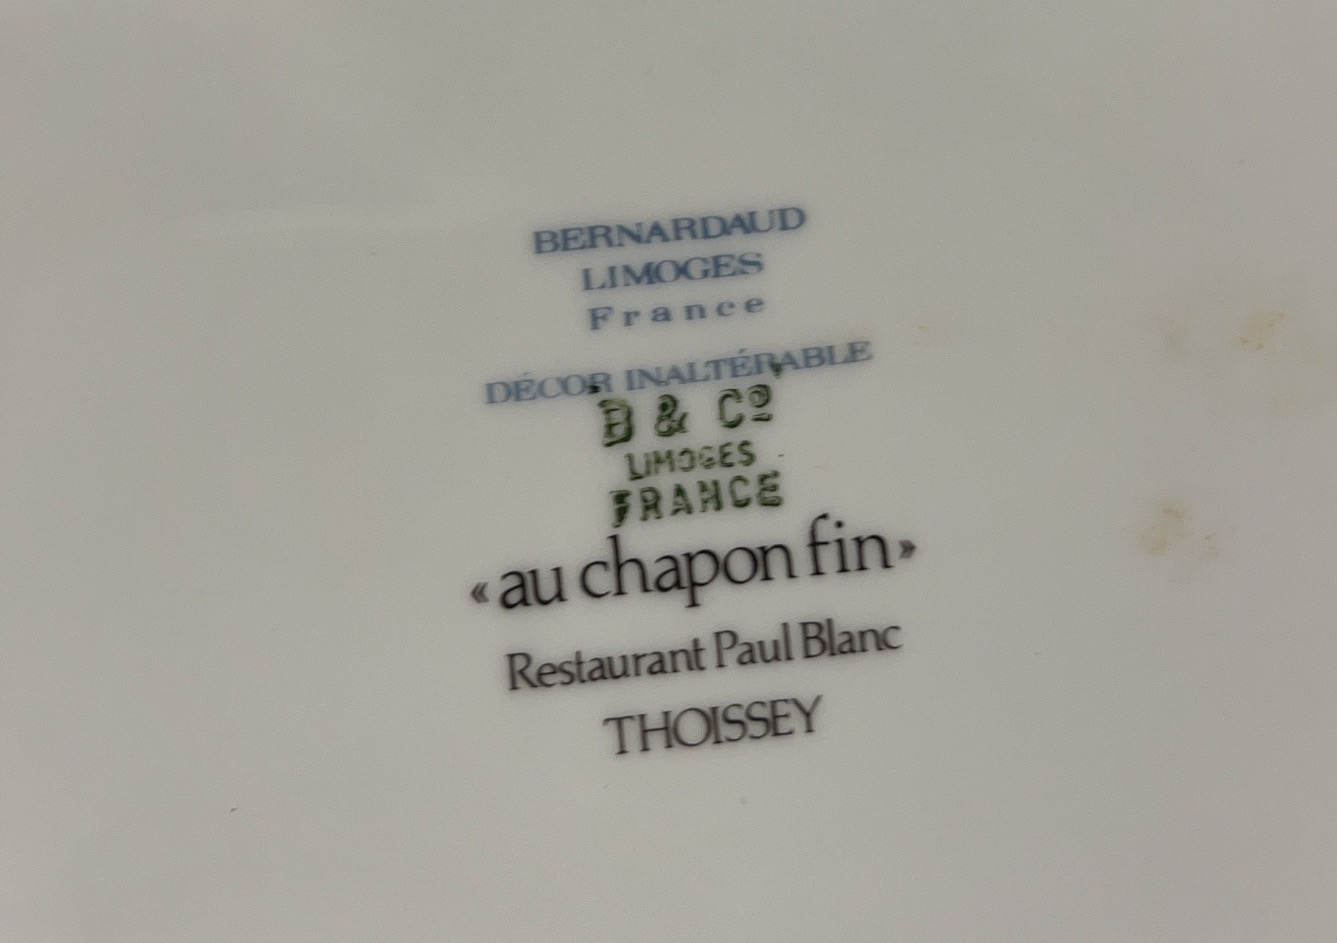 BERNARDAUD
LIMOGES
France
DÉCOR INALTÉRABLE
B & Cº
LIMOGES
FRANCE
« au chapon fin »
Restaurant Paul Blanc
THOISSEY